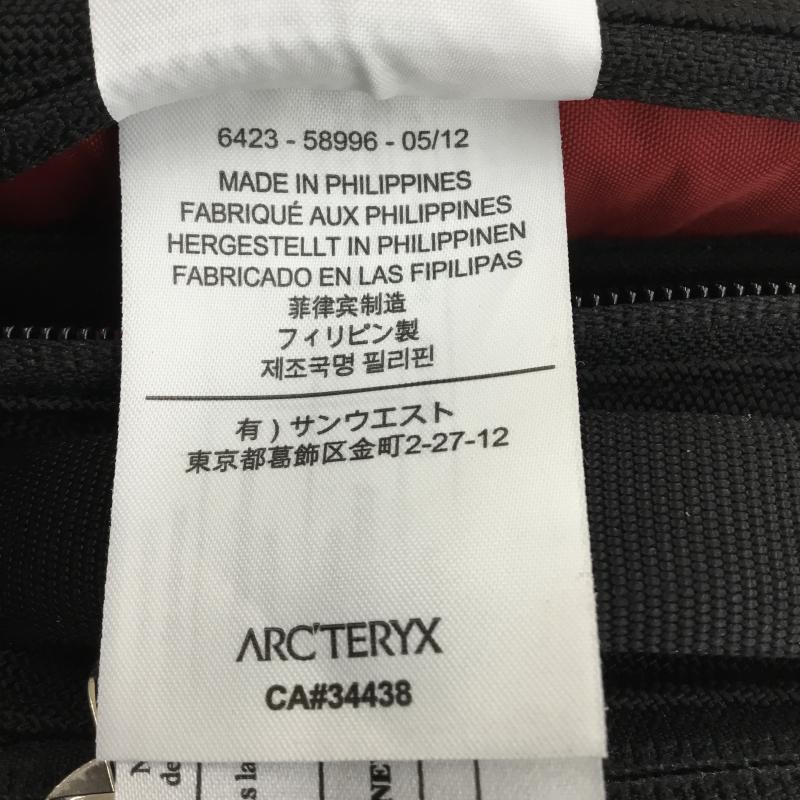 6423 - 58996 - 05/12
MADE IN PHILIPPINES
FABRIQUÉ AUX PHILIPPINES
HERGESTELLT IN PHILIPPINEN
FABRICADO EN LAS FIPILIPAS
菲律宾制造
フィリピン製
제조국명 필리핀
有）サンウエスト
東京都葛飾区金町2-27-12
ARC'TERYX
CA#34438